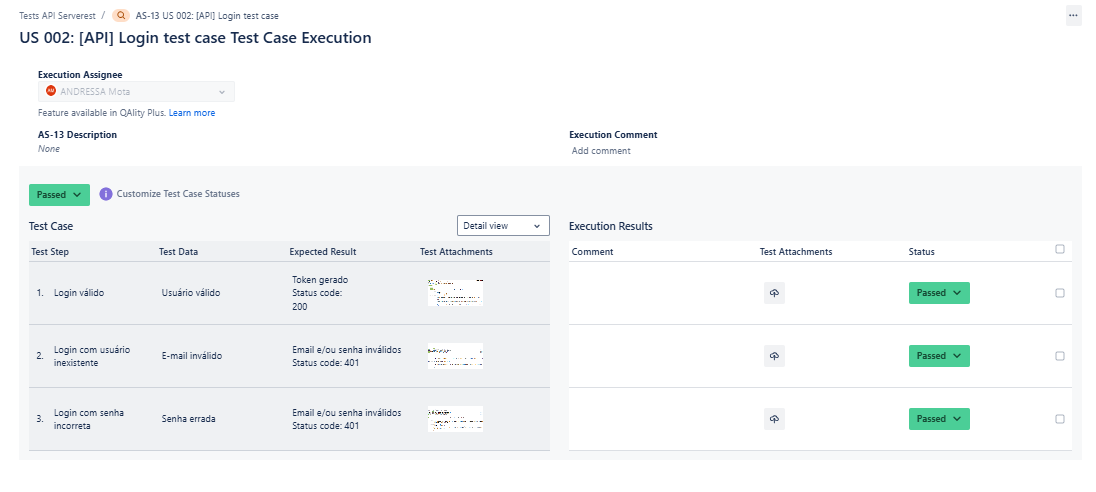 Tests API Serverest / AS-13 US 002: [API] Login test case
US 002: [API] Login test case Test Case Execution
Execution Assignee
AM ANDRESSA Mota
Feature available in QAlity Plus. Learn more
AS-13 Description
None
Execution Comment
Add comment
Passed
Customize Test Case Statuses
Test Case
Detail view
Execution Results
Test Step Test Data Expected Result Test Attachments
Comment Test Attachments Status
1. Login válido
Usuário válido
Token gerado
Status code:
200
Passed
2. Login com usuário
inexistente
E-mail inválido
Email e/ou senha inválidos
Status code: 401
Passed
3. Login com senha
incorreta
Senha errada
Email e/ou senha inválidos
Status code: 401
Passed